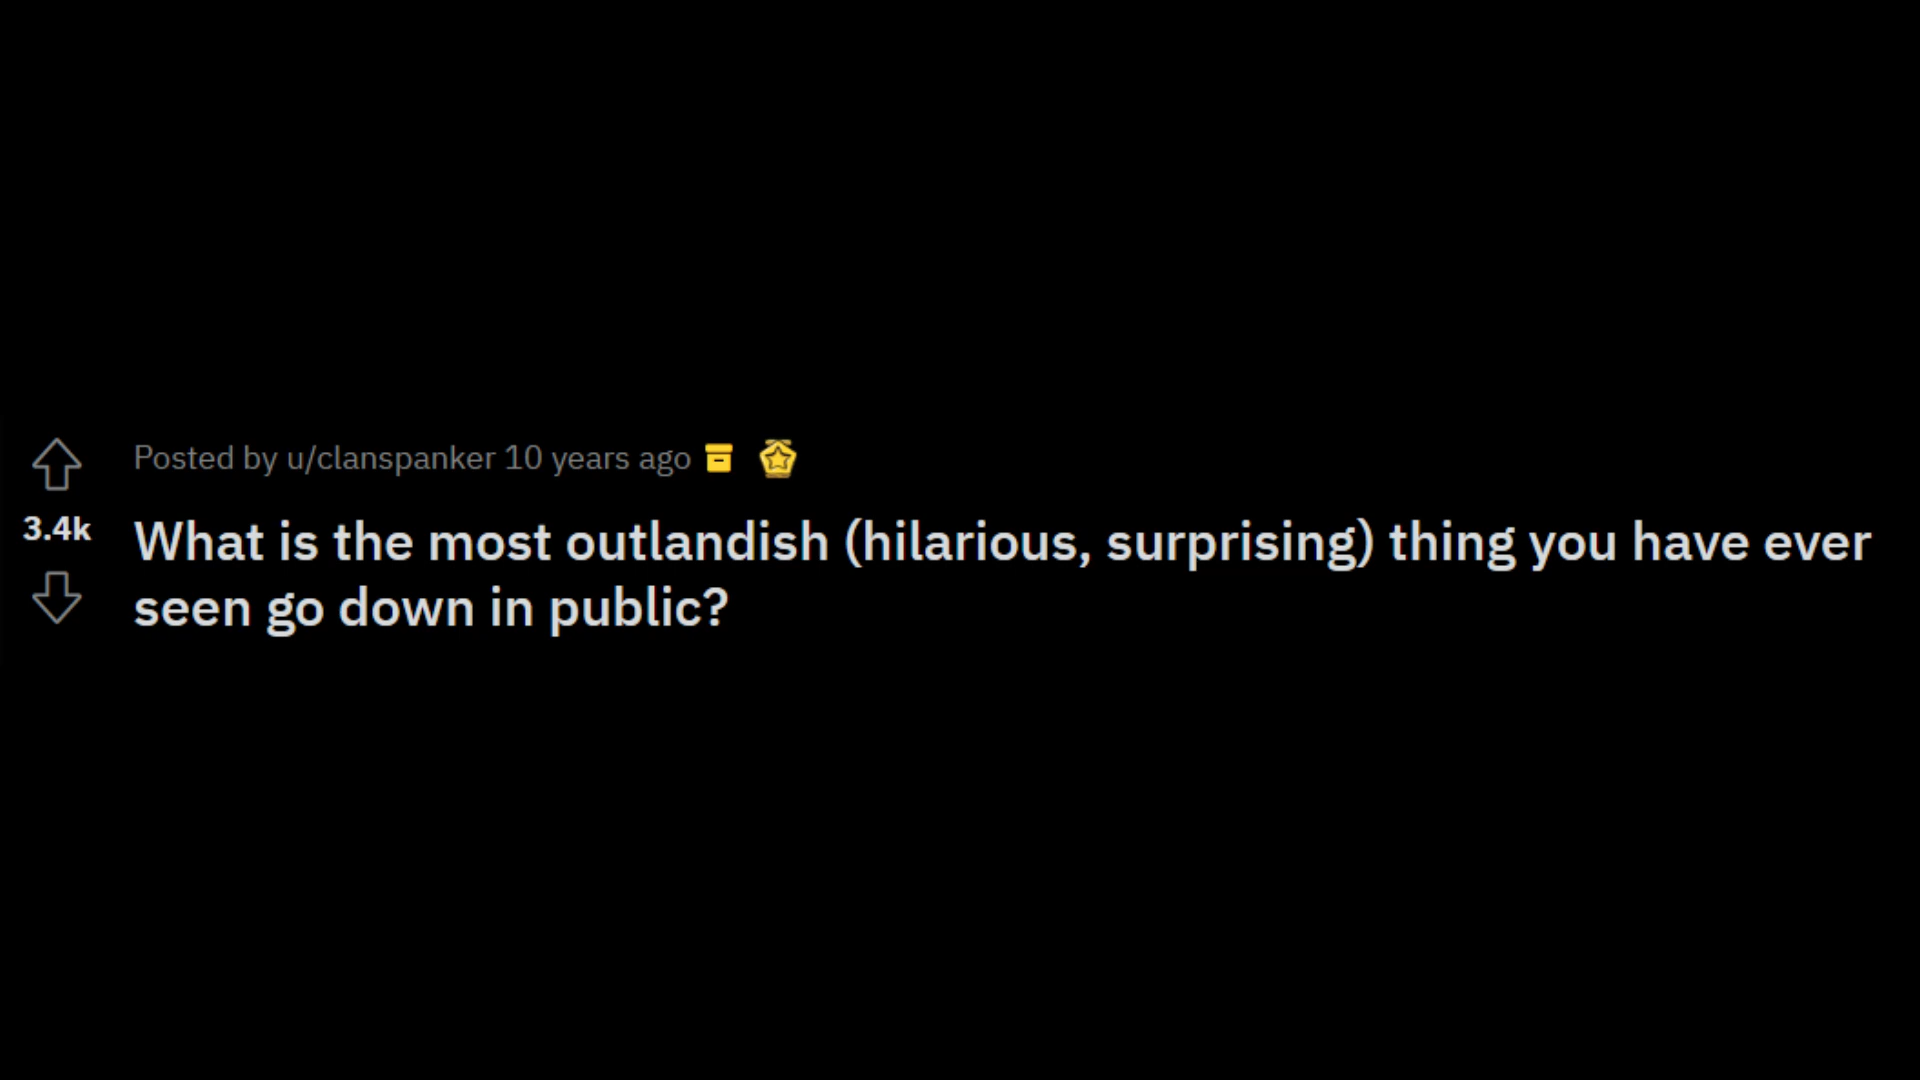 Posted by u/clanspanker 10 years ago
3.4k
What is the most outlandish (hilarious, surprising) thing you have ever
seen go down in public?